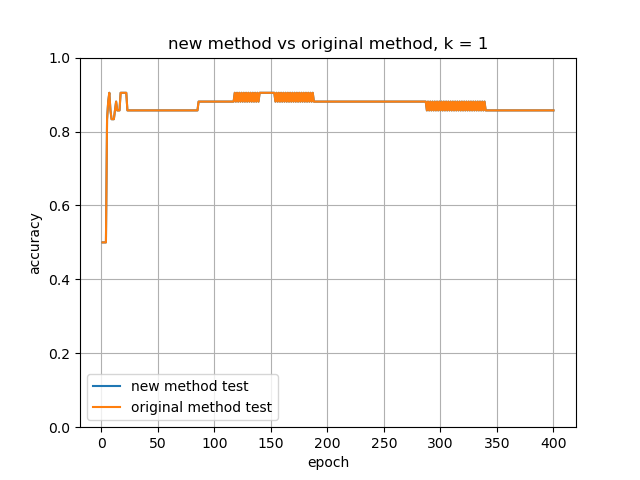 new method vs original method, k = 1
accuracy
1.0
0.8
0.6
0.4
0.2
0.0
new method test
original method test
0 50 100 150 200 250 300 350 400
epoch